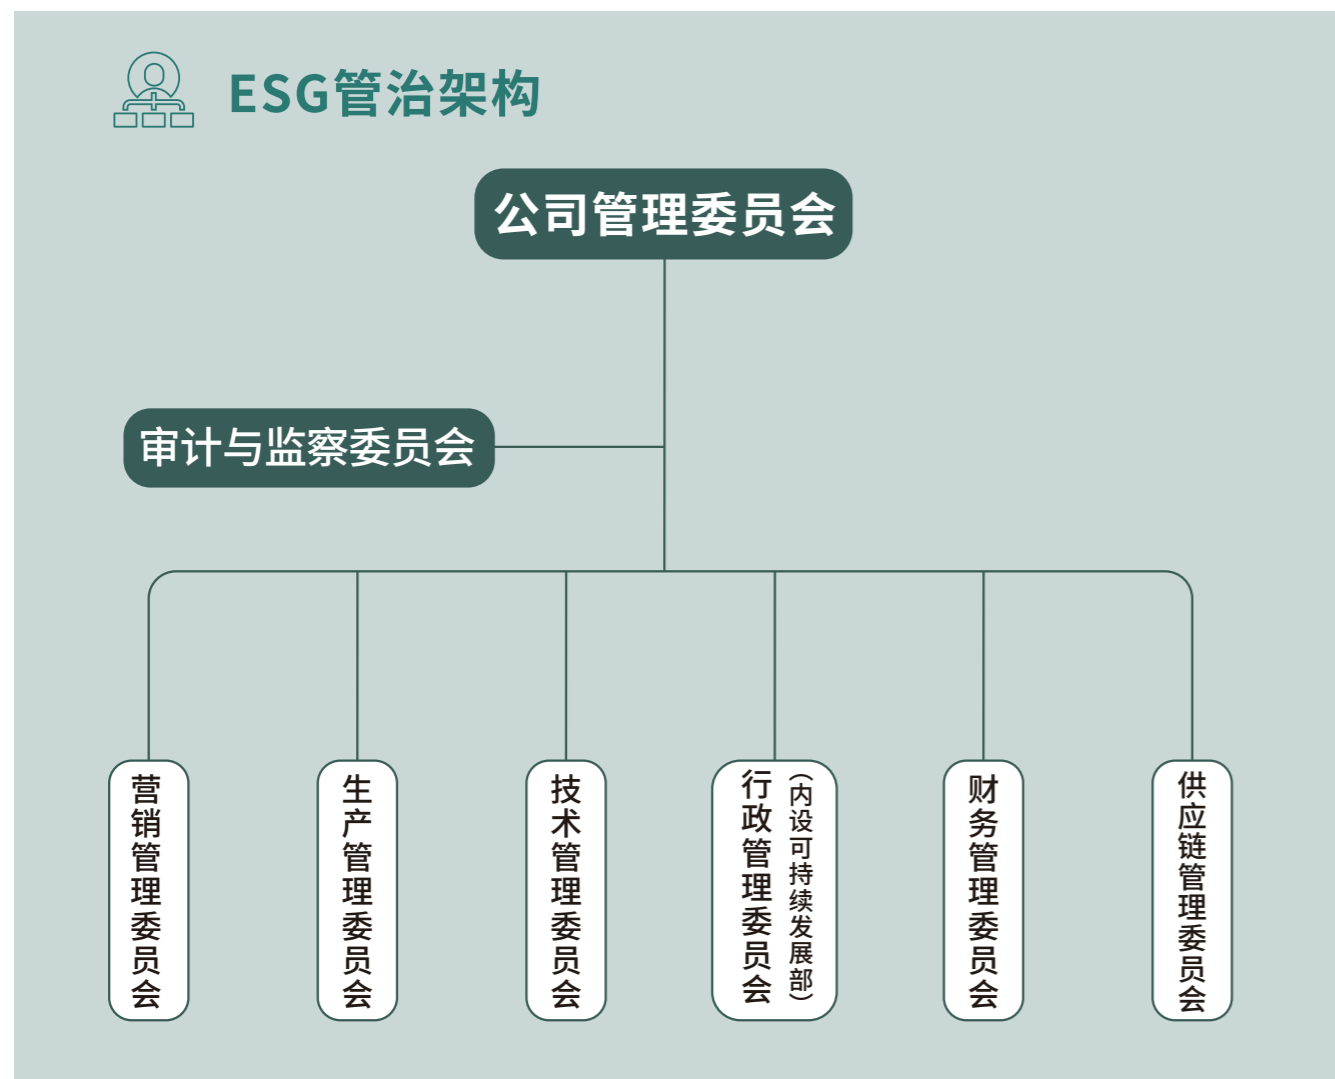 ESG管治架构
公司管理委员会
审计与监察委员会
营销管理委员会
生产管理委员会
技术管理委员会
行政管理委员会
（内设可持续发展部）
财务管理委员会
供应链管理委员会